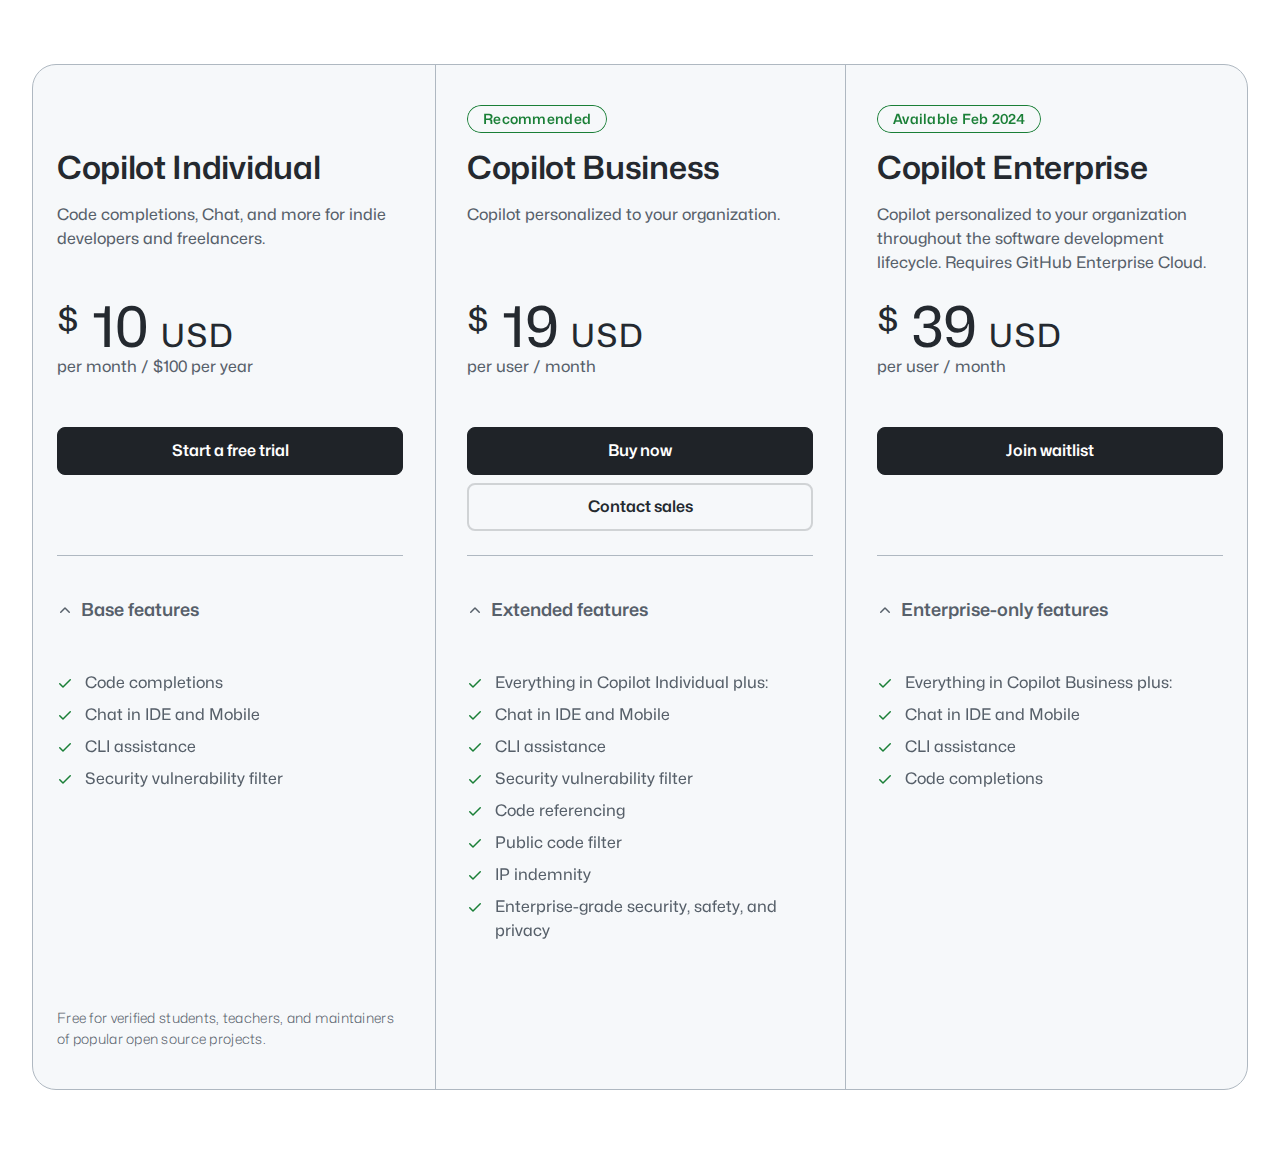 Copilot Individual
Code completions, Chat, and more for indie
developers and freelancers.
$ 10 USD
per month / $100 per year
Start a free trial
Base features
Code completions
Chat in IDE and Mobile
CLI assistance
Security vulnerability filter
Free for verified students, teachers, and maintainers
of popular open source projects.
Recommended
Copilot Business
Copilot personalized to your organization.
$ 19 USD
per user / month
Buy now
Contact sales
Extended features
Everything in Copilot Individual plus:
Chat in IDE and Mobile
CLI assistance
Security vulnerability filter
Code referencing
Public code filter
IP indemnity
Enterprise-grade security, safety, and
privacy
Available Feb 2024
Copilot Enterprise
Copilot personalized to your organization
throughout the software development
lifecycle. Requires GitHub Enterprise Cloud.
$ 39 USD
per user / month
Join waitlist
Enterprise-only features
Everything in Copilot Business plus:
Chat in IDE and Mobile
CLI assistance
Code completions